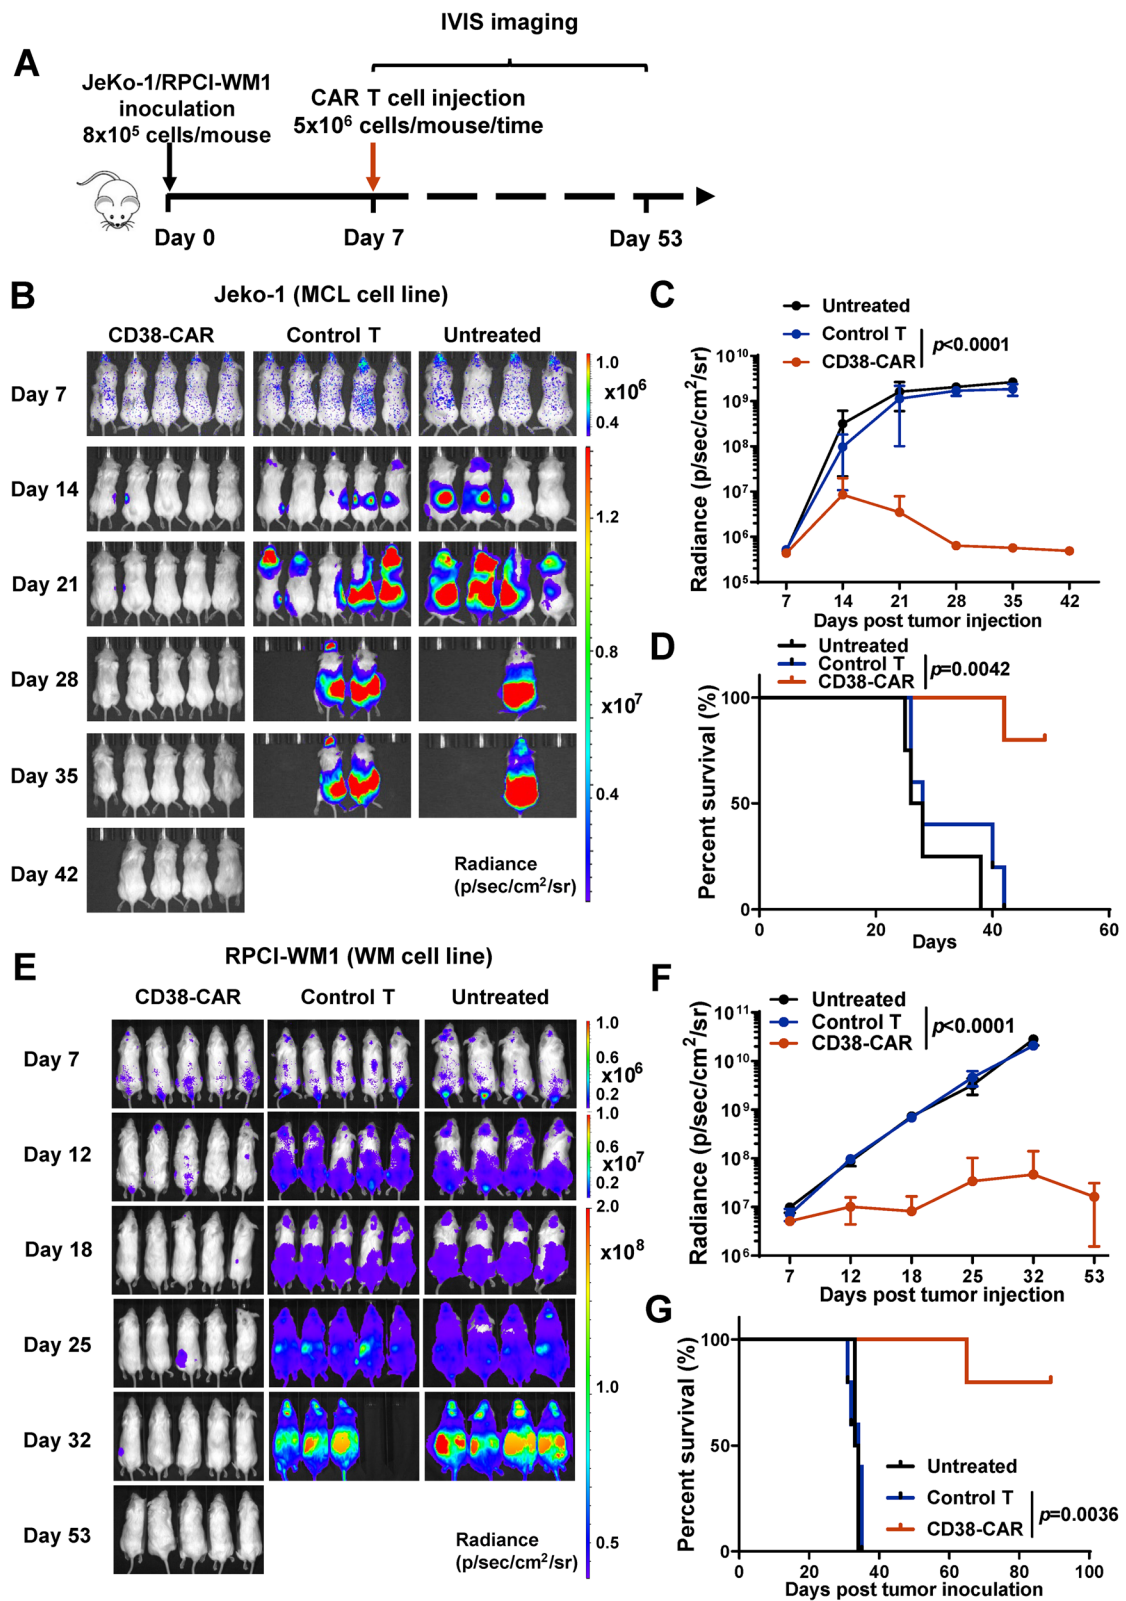 A
IVIS imaging
JeKo-1/RPCI-WM1
inoculation
8x10⁵ cells/mouse
CAR T cell injection
5x10⁶ cells/mouse/time
Day 0
Day 7
Day 53
B
Jeko-1 (MCL cell line)
CD38-CAR
Control T
Untreated
Day 7
Day 14
Day 21
Day 28
Day 35
Day 42
1.0
x10⁶
0.4
1.2
0.8
x10⁷
0.4
Radiance
(p/sec/cm²/sr)
C
Untreated
Control T
CD38-CAR
p<0.0001
Radiance (p/sec/cm²/sr)
10¹⁰
10⁹
10⁸
10⁷
10⁶
10⁵
7 14 21 28 35 42
Days post tumor injection
D
Untreated
Control T
CD38-CAR
p=0.0042
Percent survival (%)
100
50
0
0 20 40 60
Days
E
RPCI-WM1 (WM cell line)
CD38-CAR
Control T
Untreated
Day 7
Day 12
Day 18
Day 25
Day 32
Day 53
1.0
0.6
x10⁶
0.2
1.0
0.6
x10⁷
0.2
2.0
x10⁸
1.0
0.5
Radiance
(p/sec/cm²/sr)
F
Untreated
Control T
CD38-CAR
p<0.0001
Radiance (p/sec/cm²/sr)
10¹¹
10¹⁰
10⁹
10⁸
10⁷
10⁶
7 12 18 25 32 53
Days post tumor injection
G
Percent survival (%)
100
50
0
Untreated
Control T
CD38-CAR
p=0.0036
0 20 40 60 80 100
Days post tumor inoculation